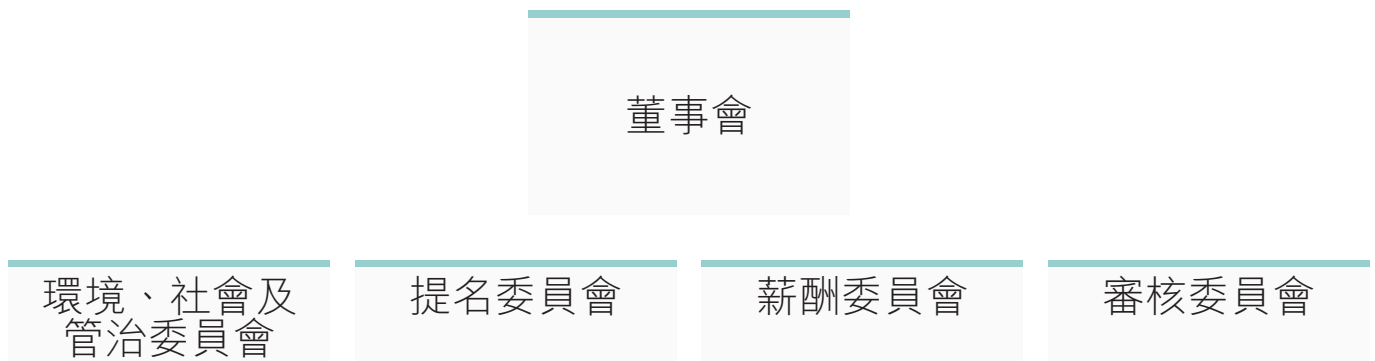 董事會
環境、社會及
管治委員會
提名委員會
薪酬委員會
審核委員會